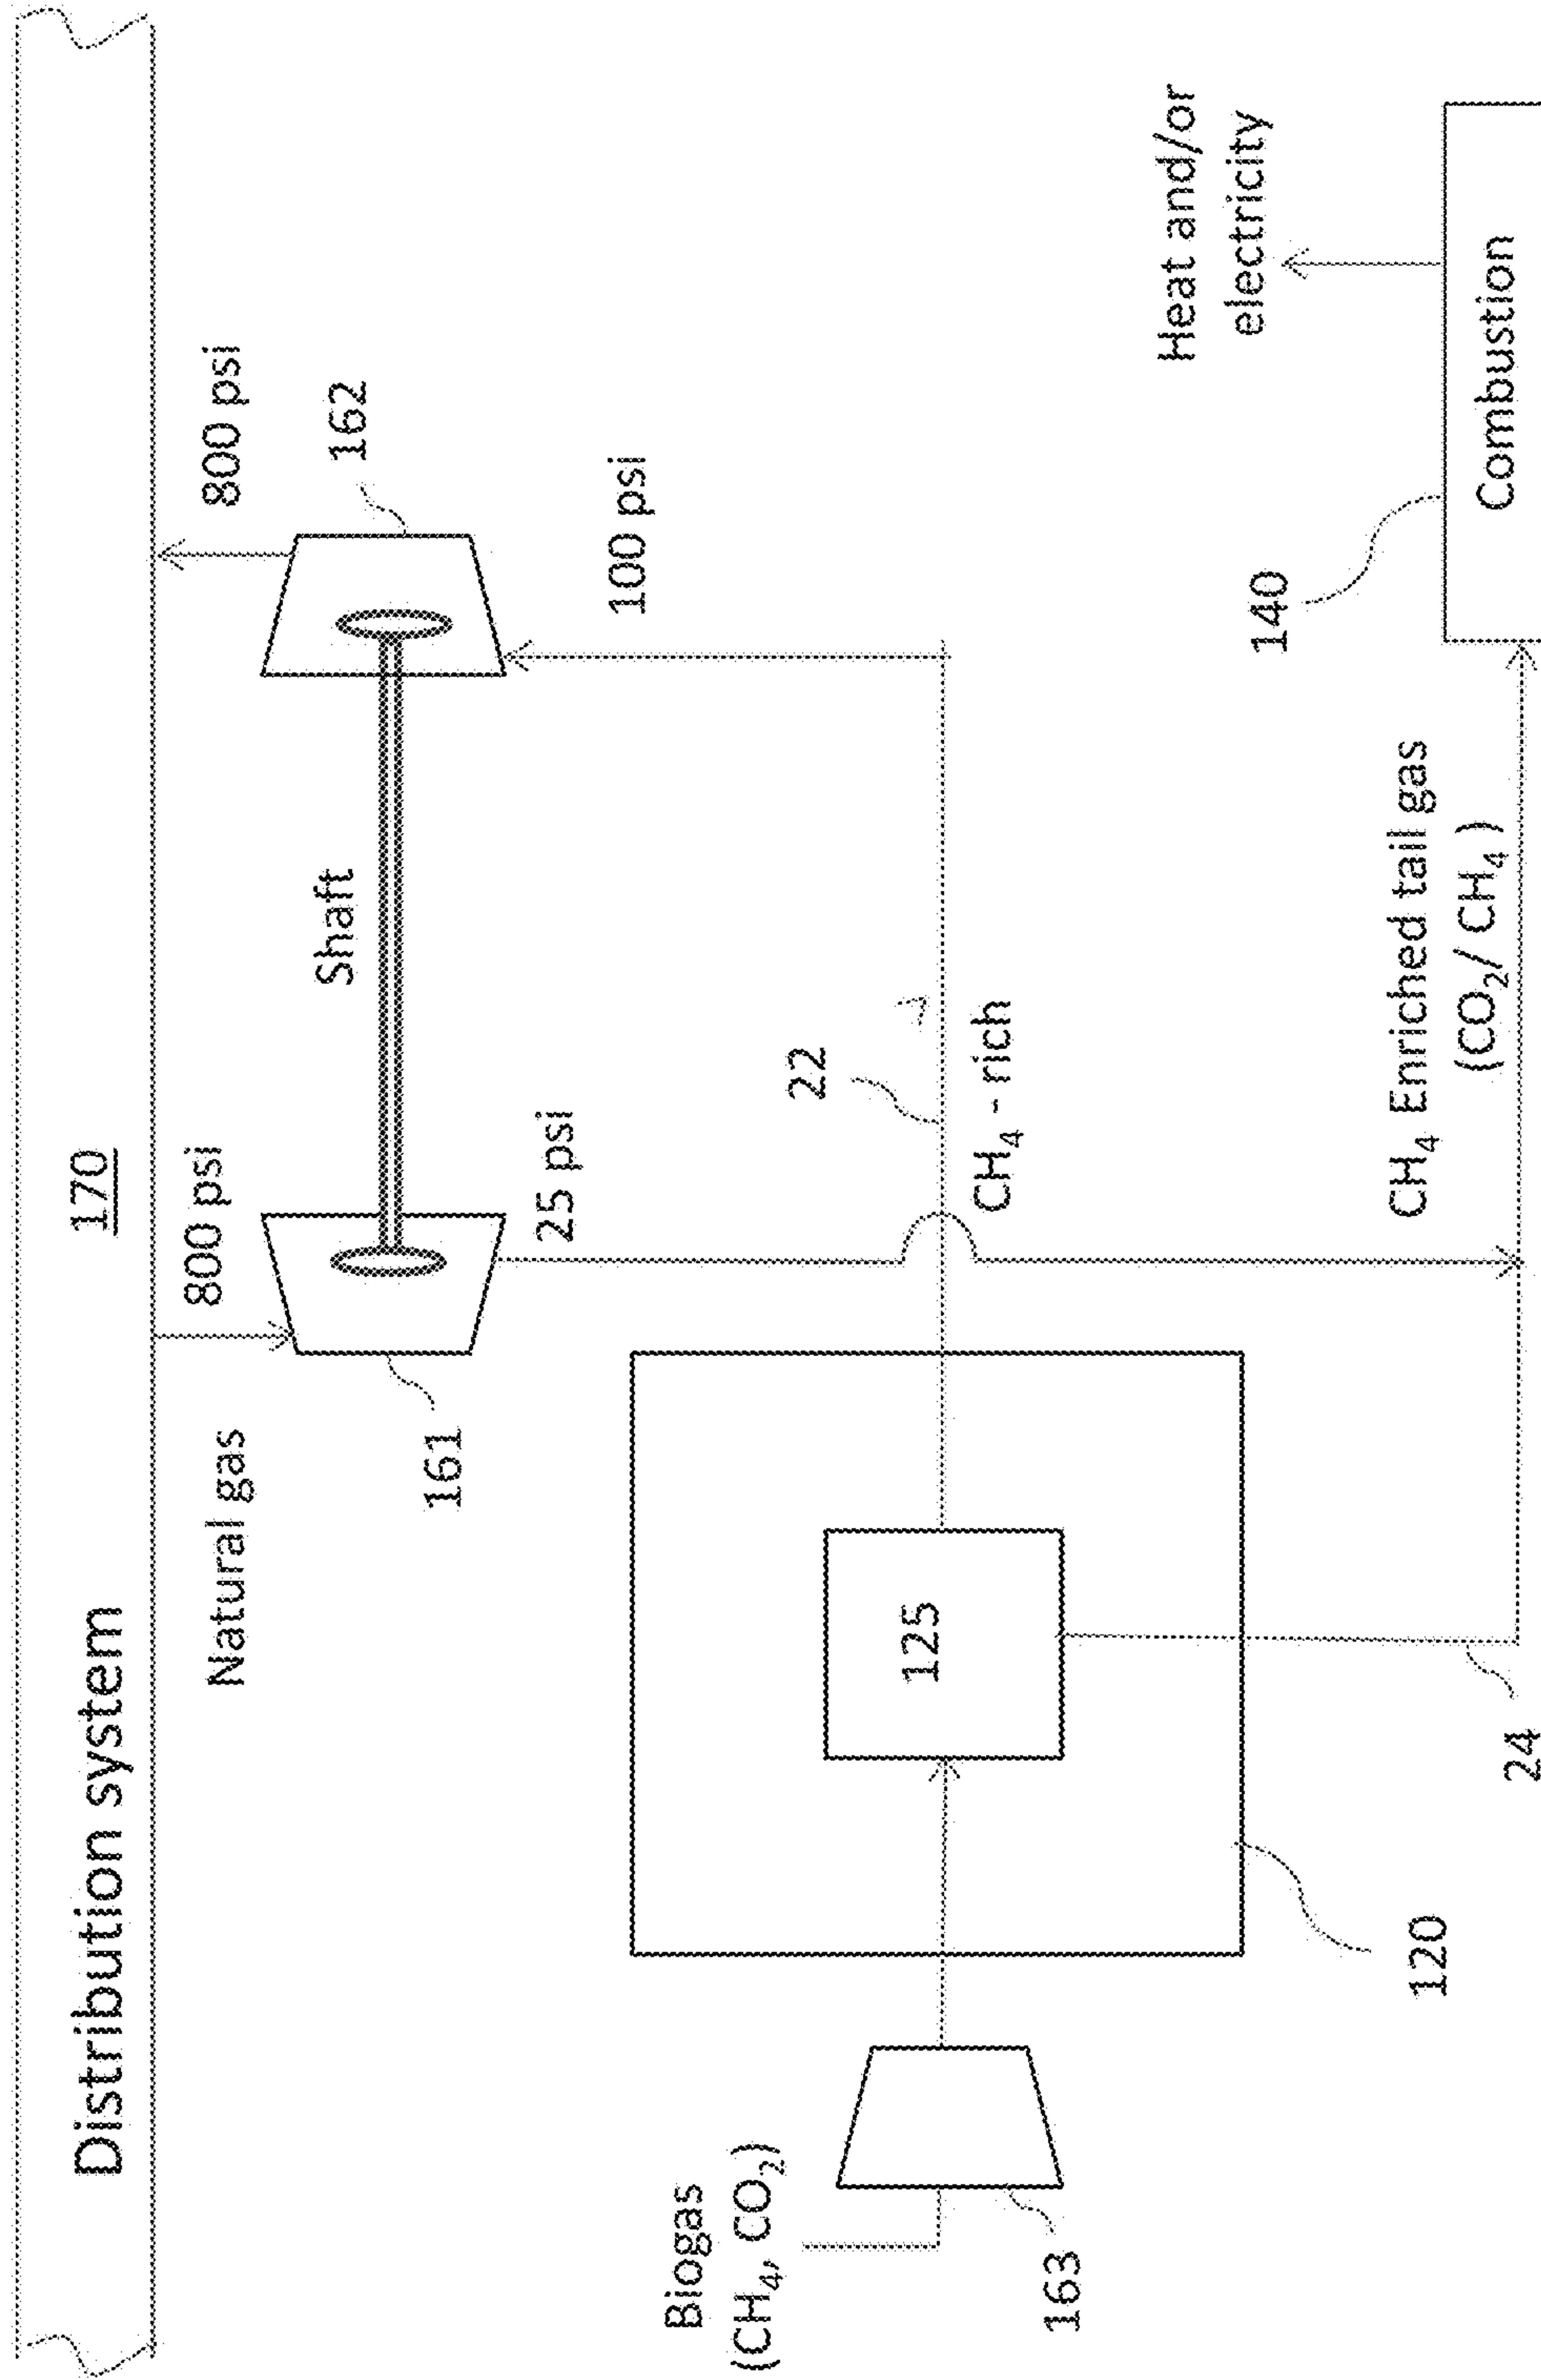 Distribution system
170
Natural gas
800 psi
800 psi
161
Shaft
162
25 psi
100 psi
Biogas
(CH₄, CO₂)
163
125
22
CH₄ - rich
120
24
CH₄ Enriched tail gas
(CO₂/ CH₄ )
140
Heat and/or
electricity
Combustion